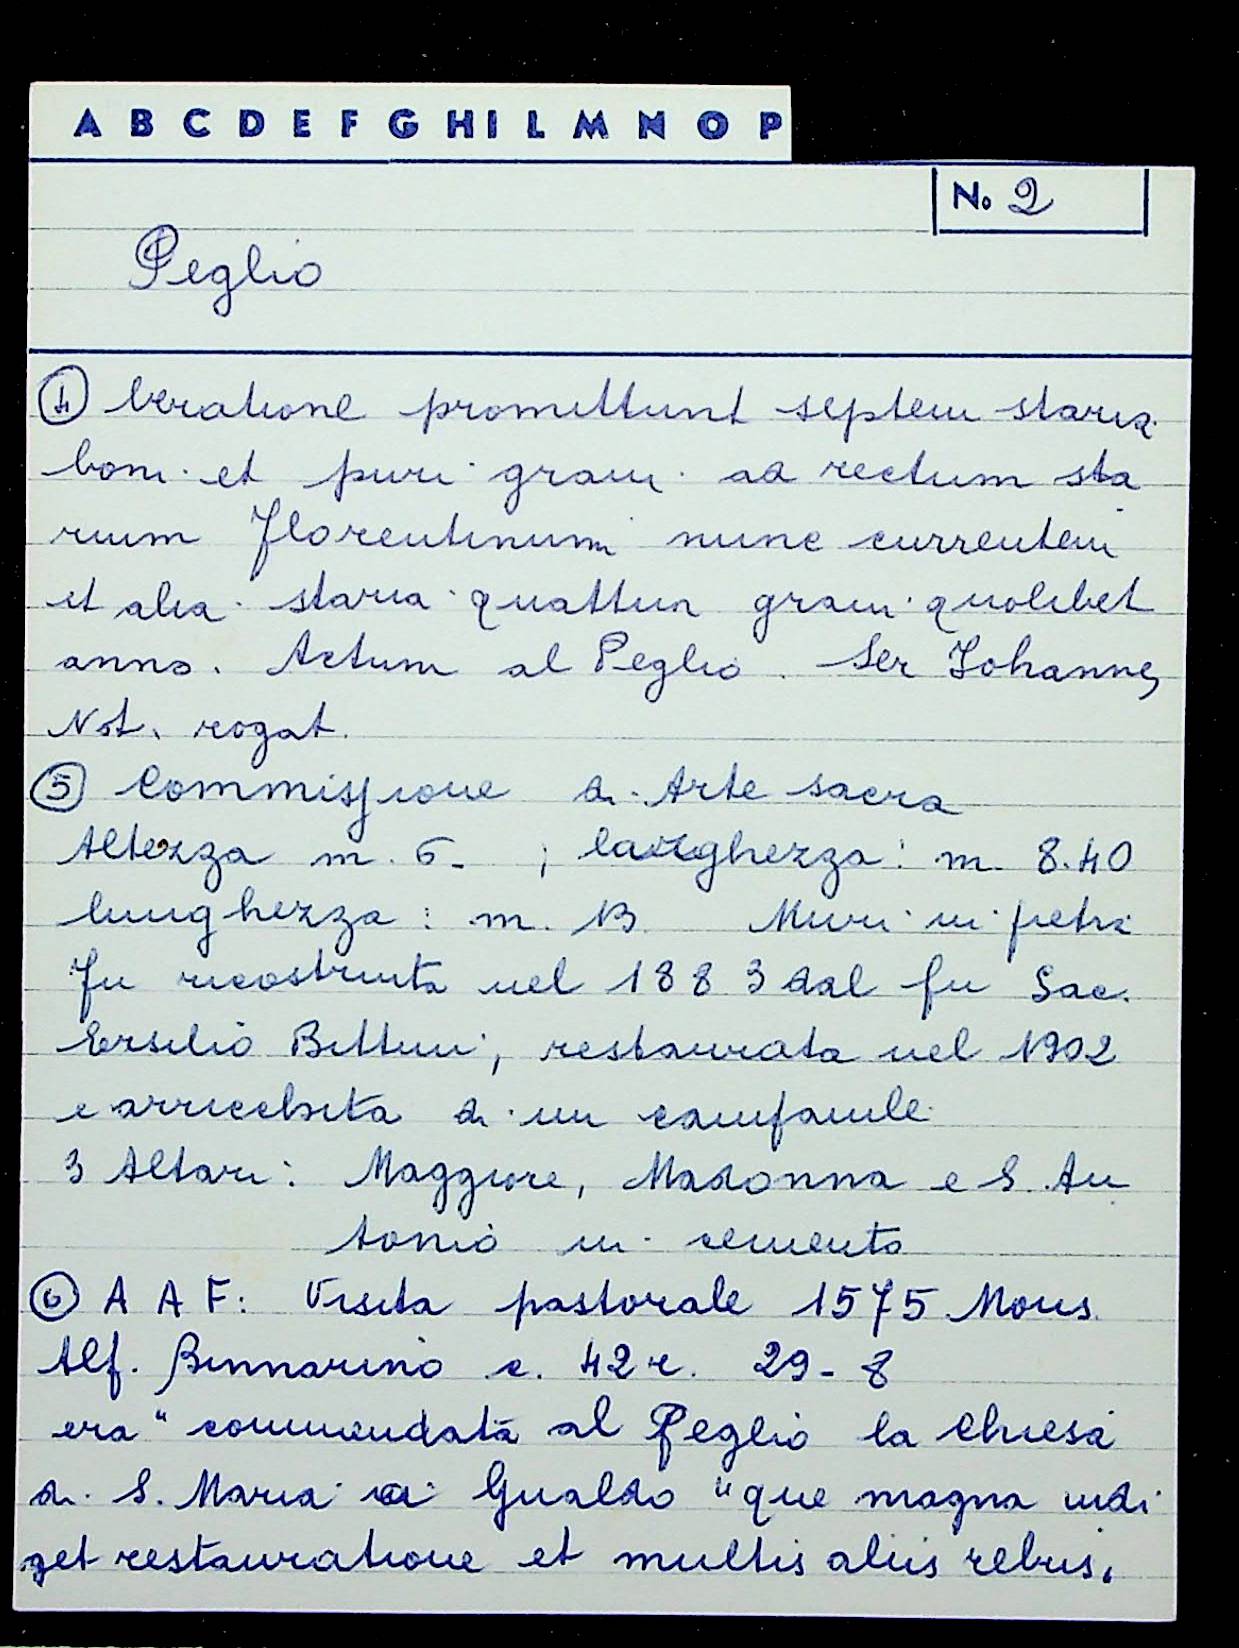 A B C D E F G H I L M N O P
No 2
Peglio
④ beratione promittunt septem staria
boni et puri grani ad rectum sta
rium Florentinum nunc currentem
et alia staria quattur grani quolibet
anno. Actum al Peglio. Ser Johannes
Not. rogat.
⑤ Commissione di Arte sacra
Altezza m. 6- ; larghezza: m. 8.40
lunghezza: m. 13 Muri in pietra
Fu ricostruita nel 1883 dal fu Sac.
Ersilio Bettini, restaurata nel 1902
e arricchita di un campanile
3 Altari: Maggiore, Madonna e S. An
tonio in cemento
⑥ A A F: Visita pastorale 1575 Mons.
Alf. Binnarino c. 42 r. 29-8
era "commendata al Peglio la Chiesa
di S. Maria a Gualdo "que magna indi
get restauratione et multis aliis rebus.